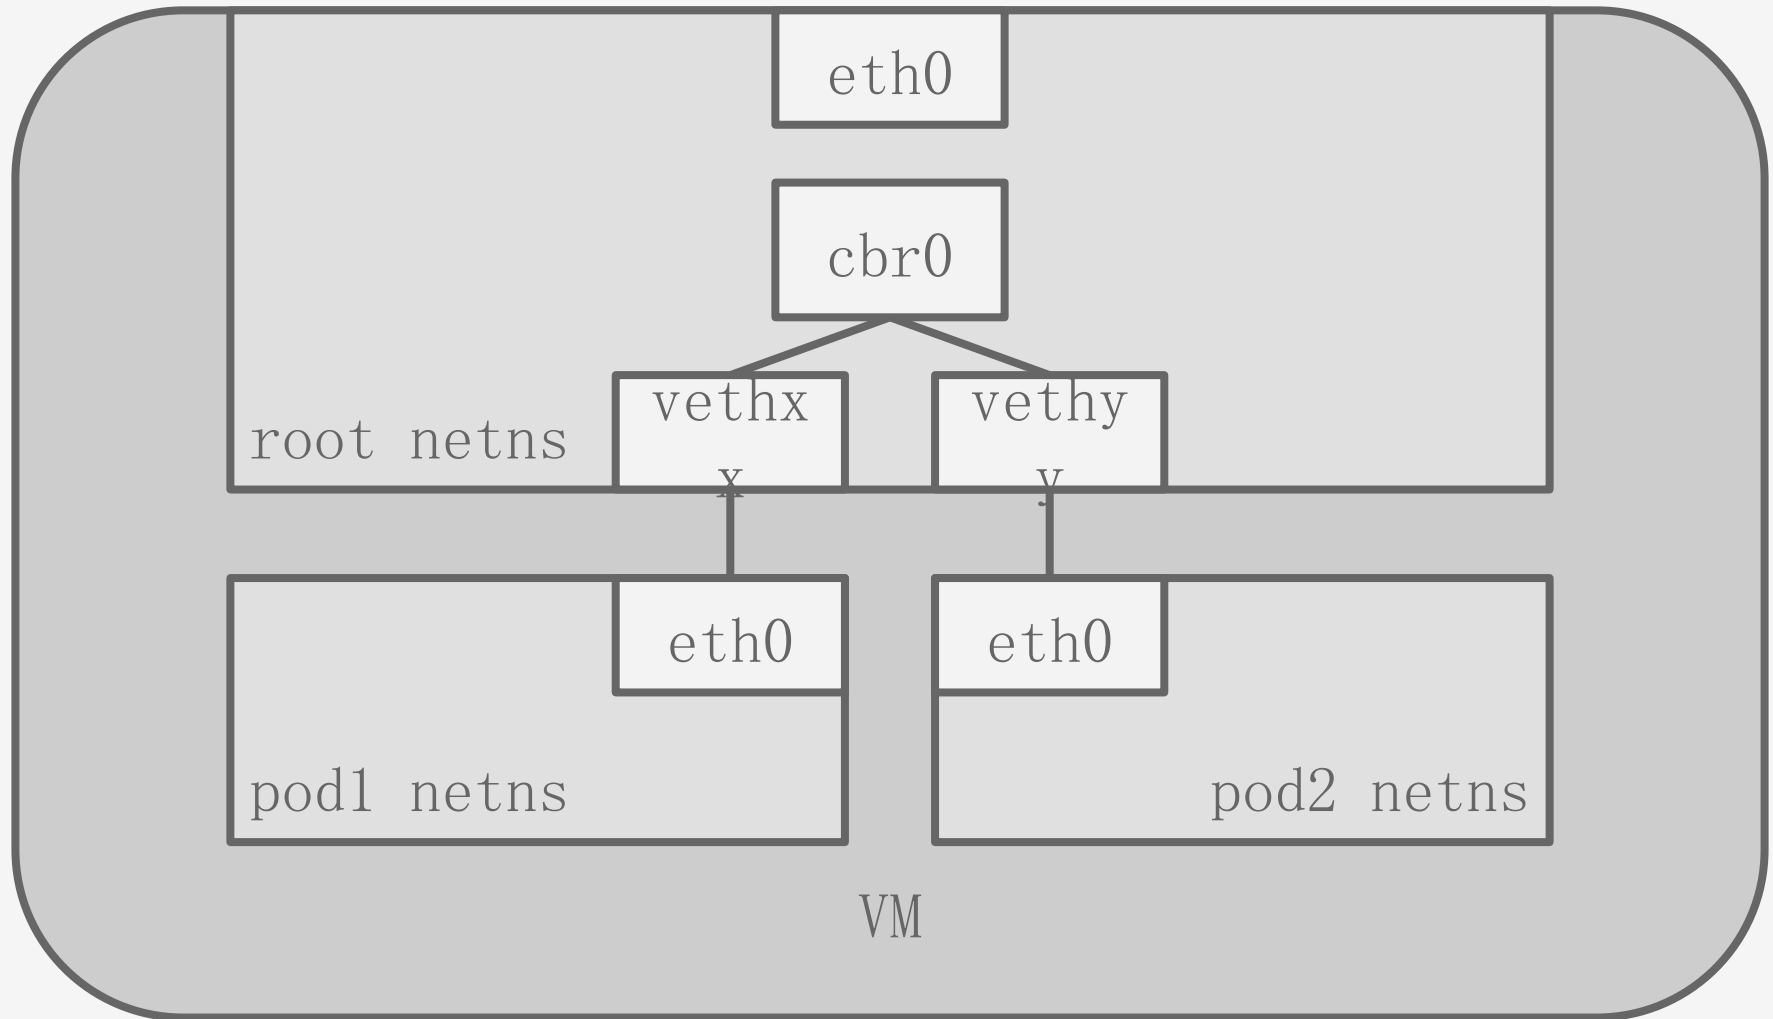 eth0
cbr0
vethx
x
vethy
y
root netns
eth0
eth0
pod1 netns
pod2 netns
VM